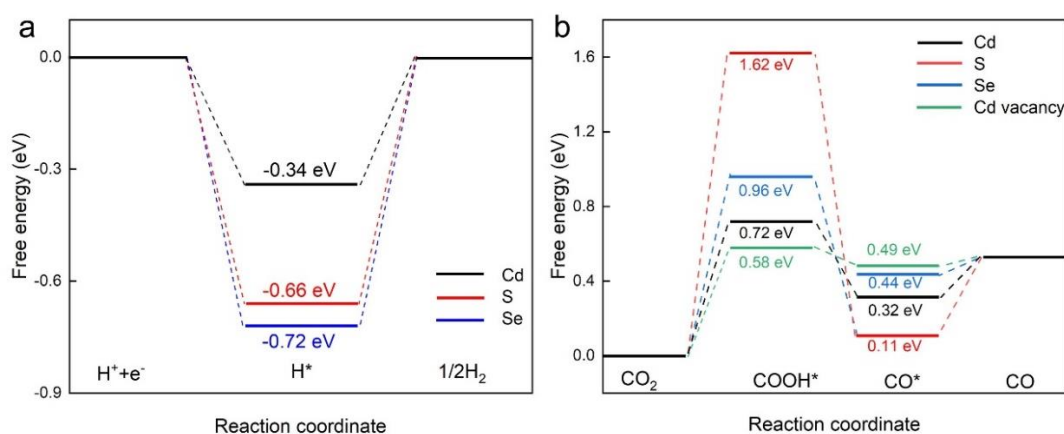 a
Free energy (eV)
0.0
-0.3
-0.6
-0.9
-0.34 eV
-0.66 eV
-0.72 eV
Cd
S
Se
H⁺+e⁻
H*
1/2H₂
Reaction coordinate
b
Free energy (eV)
1.6
1.2
0.8
0.4
0.0
1.62 eV
0.96 eV
0.72 eV
0.58 eV
0.49 eV
0.44 eV
0.32 eV
0.11 eV
Cd
S
Se
Cd vacancy
CO₂
COOH*
CO*
CO
Reaction coordinate